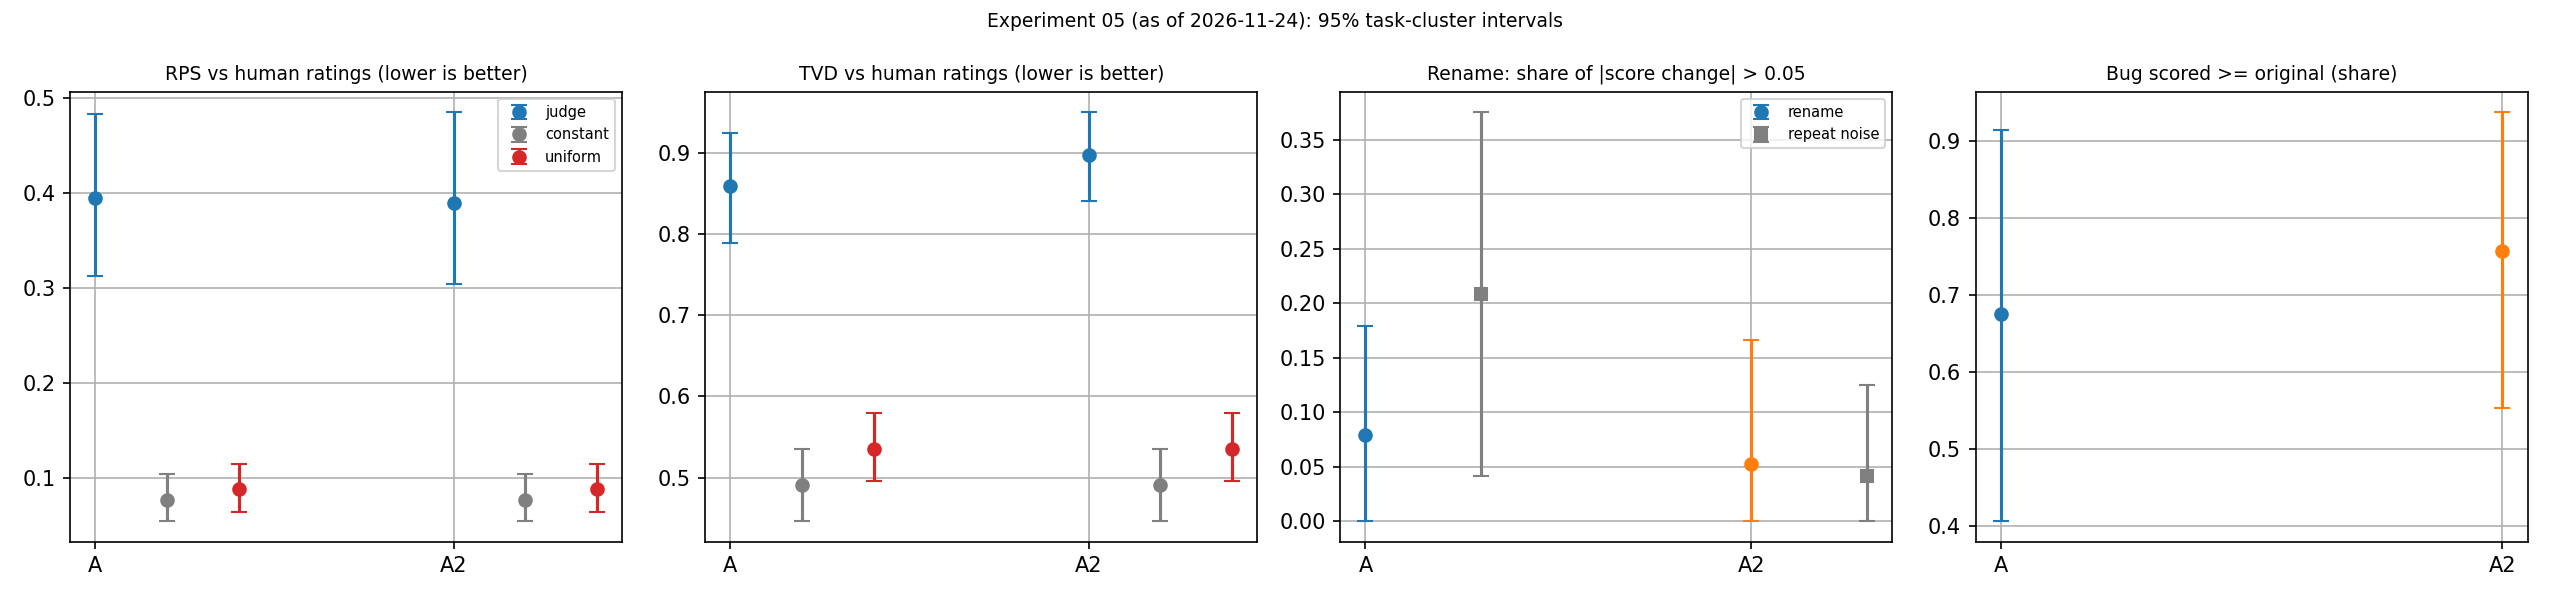 Experiment 05 (as of 2026-11-24): 95% task-cluster intervals
RPS vs human ratings (lower is better)
0.5
0.4
0.3
0.2
0.1
judge
constant
uniform
A
A2
TVD vs human ratings (lower is better)
0.9
0.8
0.7
0.6
0.5
A
A2
Rename: share of |score change| > 0.05
0.35
0.30
0.25
0.20
0.15
0.10
0.05
0.00
rename
repeat noise
A
A2
Bug scored >= original (share)
0.9
0.8
0.7
0.6
0.5
0.4
A
A2